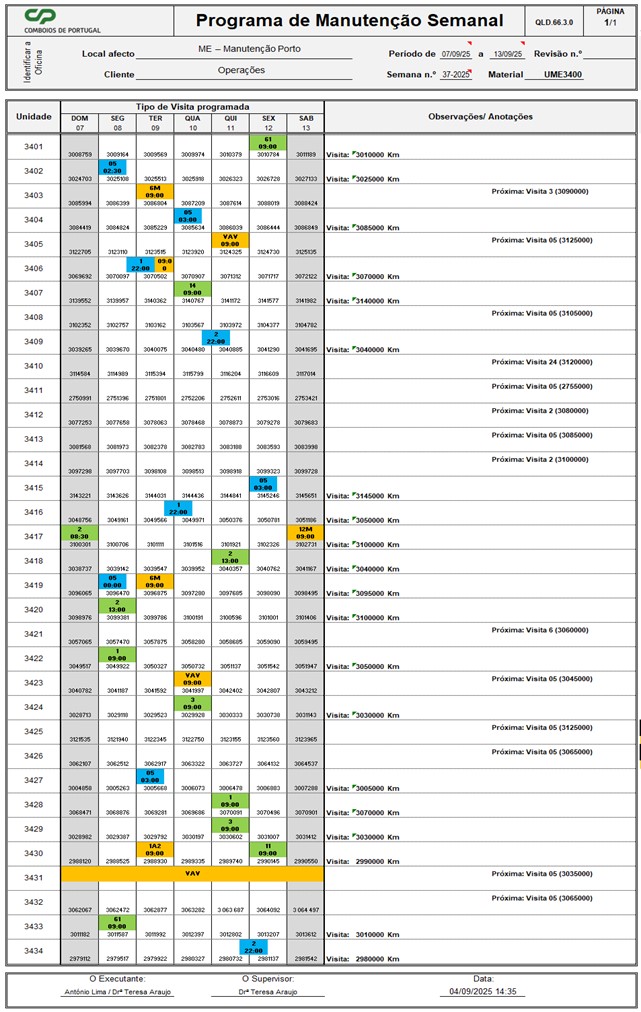 CP
COMBOIOS DE PORTUGAL
Programa de Manutenção Semanal
QLD.66.3.0
PÁGINA
1/1
Identificar a Oficina
Local afecto ME – Manutenção Porto
Período de 07/09/25 a 13/09/25 Revisão n.º
Cliente Operações
Semana n.º 37-2025 Material UME3400
Unidade Tipo de Visita programada Observações/ Anotações
DOM SEG TER QUA QUI SEX SAB
07 08 09 10 11 12 13
3401 61 09:00
3008759 3009164 3009569 3009974 3010379 3010784 3011189 Visita: 3010000 Km
3402 05 02:30
3024703 3025108 3025513 3025918 3026323 3026728 3027133 Visita: 3025000 Km
3403 6M 09:00 Próxima: Visita 3 (3090000)
3085994 3086399 3086804 3087209 3087614 3088019 3088424
3404 05 03:00
3084419 3084824 3085229 3085634 3086039 3086444 3086849 Visita: 3085000 Km
3405 VAV 09:00 Próxima: Visita 05 (3125000)
3122705 3123110 3123515 3123920 3124325 3124730 3125135
3406 1 22:00 09:00
3069692 3070097 3070502 3070907 3071312 3071717 3072122 Visita: 3070000 Km
3407 14 09:00
3139552 3139957 3140362 3140767 3141172 3141577 3141982 Visita: 3140000 Km
3408 Próxima: Visita 05 (3105000)
3102352 3102757 3103162 3103567 3103972 3104377 3104782
3409 2 22:00
3039265 3039670 3040075 3040480 3040885 3041290 3041695 Visita: 3040000 Km
3410 Próxima: Visita 24 (3120000)
3114584 3114989 3115394 3115799 3116204 3116609 3117014
3411 Próxima: Visita 05 (2755000)
2750991 2751396 2751801 2752206 2752611 2753016 2753421
3412 Próxima: Visita 2 (3080000)
3077253 3077658 3078063 3078468 3078873 3079278 3079683
3413 Próxima: Visita 05 (3085000)
3081568 3081973 3082378 3082783 3083188 3083593 3083998
3414 Próxima: Visita 2 (3100000)
3097298 3097703 3098108 3098513 3098918 3099323 3099728
3415 05 03:00
3143221 3143626 3144031 3144436 3144841 3145246 3145651 Visita: 3145000 Km
3416 1 22:00
3048756 3049161 3049566 3049971 3050376 3050781 3051186 Visita: 3050000 Km
3417 2 08:30 12M 09:00
3100301 3100706 3101111 3101516 3101921 3102326 3102731 Visita: 3100000 Km
3418 2 13:00
3038737 3039142 3039547 3039952 3040357 3040762 3041167 Visita: 3040000 Km
3419 05 00:00 6M 09:00
3096065 3096470 3096875 3097280 3097685 3098090 3098495 Visita: 3095000 Km
3420 2 13:00
3098976 3099381 3099786 3100191 3100596 3101001 3101406 Visita: 3100000 Km
3421 Próxima: Visita 6 (3060000)
3057065 3057470 3057875 3058280 3058685 3059090 3059495
3422 1 09:00
3049517 3049922 3050327 3050732 3051137 3051542 3051947 Visita: 3050000 Km
3423 VAV 09:00 Próxima: Visita 05 (3045000)
3040782 3041187 3041592 3041997 3042402 3042807 3043212
3424 3 09:00
3028713 3029118 3029523 3029928 3030333 3030738 3031143 Visita: 3030000 Km
3425 Próxima: Visita 05 (3125000)
3121535 3121940 3122345 3122750 3123155 3123560 3123965
3426 Próxima: Visita 05 (3065000)
3062107 3062512 3062917 3063322 3063727 3064132 3064537
3427 05 03:00
3004858 3005263 3005668 3006073 3006478 3006883 3007288 Visita: 3005000 Km
3428 1 09:00
3068471 3068876 3069281 3069686 3070091 3070496 3070901 Visita: 3070000 Km
3429 3 09:00
3028982 3029387 3029792 3030197 3030602 3031007 3031412 Visita: 3030000 Km
3430 1A2 09:00 11 09:00
2988120 2988525 2988930 2989335 2989740 2990145 2990550 Visita: 2990000 Km
3431 VAV Próxima: Visita 05 (3035000)
3432 Próxima: Visita 05 (3065000)
3062067 3062472 3062877 3063282 3 063 687 3064092 3 064 497
3433 61 09:00
3011182 3011587 3011992 3012397 3012802 3013207 3013612 Visita: 3010000 Km
3434 2 22:00
2979112 2979517 2979922 2980327 2980732 2981137 2981542 Visita: 2980000 Km
O Executante: O Supervisor: Data:
António Lima / Drª Teresa Araujo Drª Teresa Araujo 04/09/2025 14:35